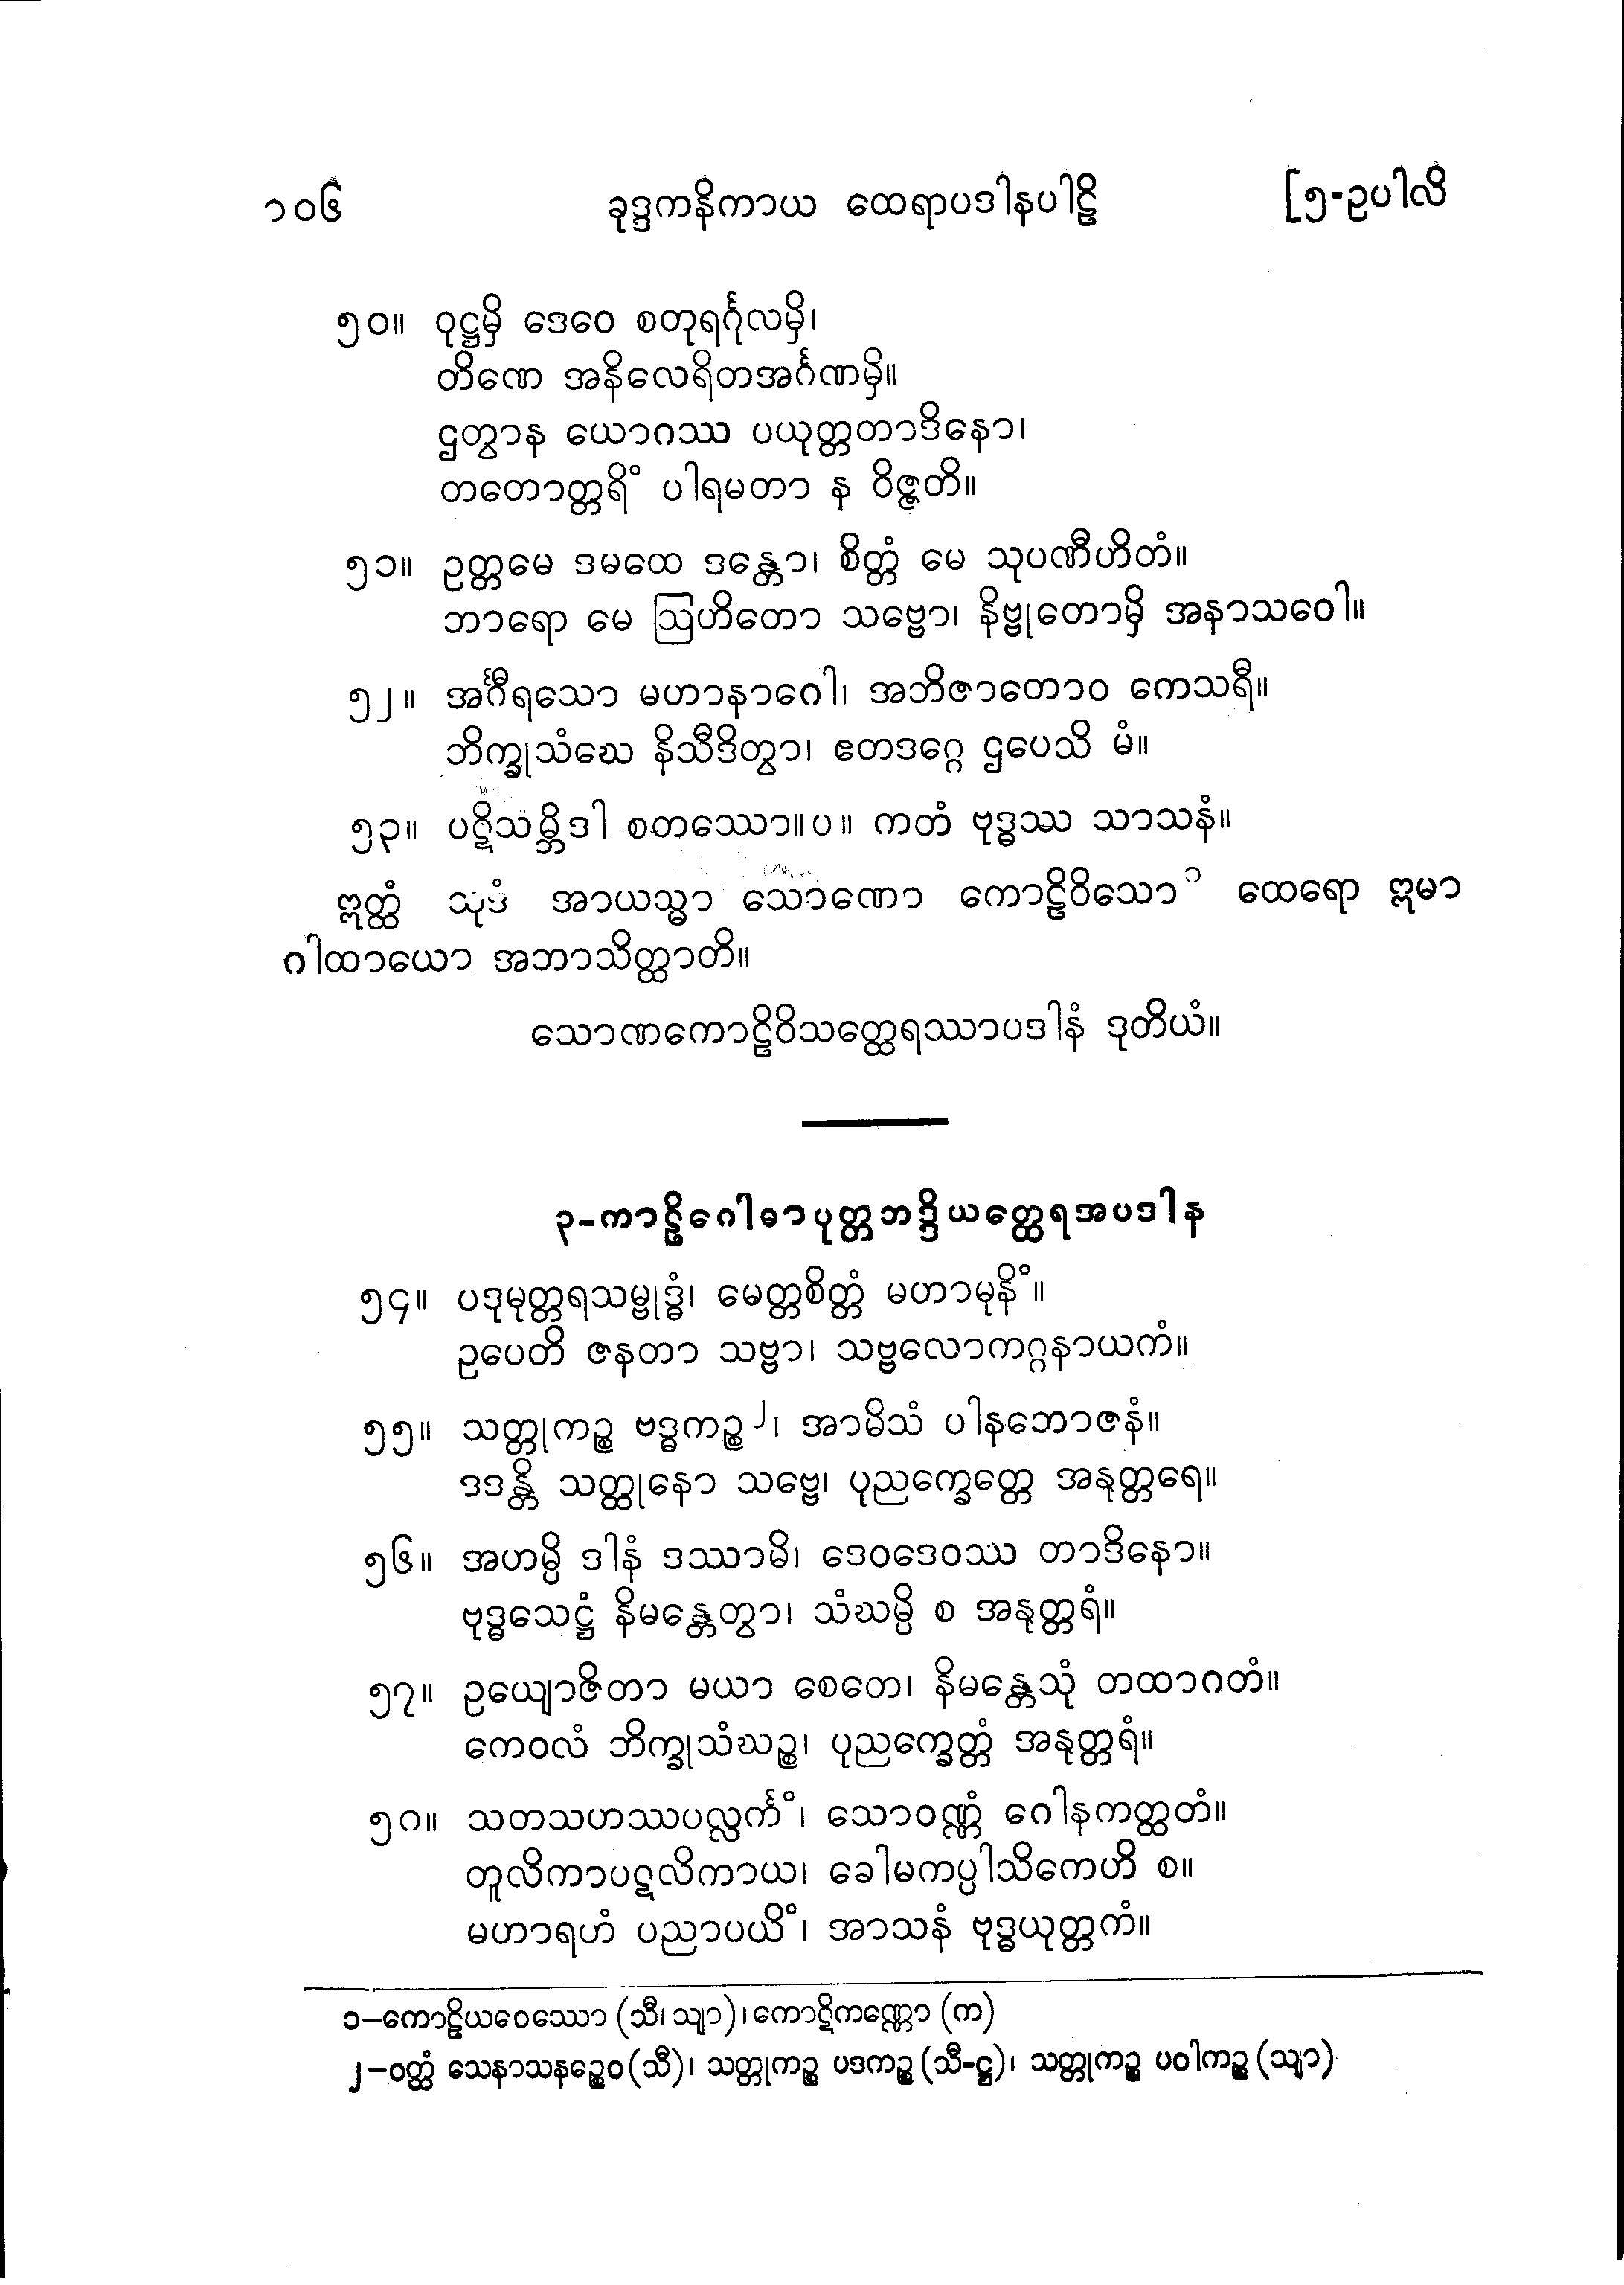 ၁၀၆ ခုဒ္ဒကနိကာယ ထေရာပဒါနပါဠိ [၅-ဥပါလိ
၅၀။ ဝုဋ္ဌမှိ ဒေဝေ စတုရင်္ဂုလမှိ၊
တိဏေ အနိလေရိတအင်္ဂဏမှိ။
ဌတွာန ယောဂဿ ပယုတ္တတာဒိနော၊
တတောတ္တရိံ ပါရမတာ န ဝိဇ္ဇတိ။
၅၁။ ဥတ္တမေ ဒမထေ ဒန္တော၊ စိတ္တံ မေ သုပဏီဟိတံ။
ဘာရော မေ ဩဟိတော သဗ္ဗော၊ နိဗ္ဗုတောမှိ အနာသဝေါ။
၅၂။ အင်္ဂီရသော မဟာနာဂေါ၊ အဘိဇာတောဝ ကေသရီ။
ဘိက္ခုသံဃေ နိသီဒိတွာ၊ ဧတဒဂ္ဂေ ဌပေသိ မံ။
၅၃။ ပဋိသမ္ဘိဒါ စတဿော။ပ။ ကတံ ဗုဒ္ဓဿ သာသနံ။
ဣတ္ထံ သုဒံ အာယသ္မာ သောဏော ကောဠိဝိသော ၁ ထေရော ဣမာ
ဂါထာယော အဘာသိတ္ထာတိ။
သောဏကောဠိဝိသတ္ထေရဿာပဒါနံ ဒုတိယံ။
၃-ကာဠိဂေါဓာပုတ္တဘဒ္ဒိယတ္ထေရအပဒါန
၅၄။ ပဒုမုတ္တရသမ္ဗုဒ္ဓံ၊ မေတ္တစိတ္တံ မဟာမုနိံ။
ဥပေတိ ဇနတာ သဗ္ဗာ၊ သဗ္ဗလောကဂ္ဂနာယကံ။
၅၅။ သတ္တုကဉ္စ ဗဒ္ဓကဉ္စ ၂၊ အာမိသံ ပါနဘောဇနံ။
ဒဒန္တိ သတ္ထုနော သဗ္ဗေ၊ ပုညက္ခေတ္တေ အနုတ္တရေ။
၅၆။ အဟမ္ပိ ဒါနံ ဒဿာမိ၊ ဒေဝဒေဝဿ တာဒိနော။
ဗုဒ္ဓသေဋ္ဌံ နိမန္တေတွာ၊ သံဃမ္ပိ စ အနုတ္တရံ။
၅၇။ ဥယျောဇိတာ မယာ စေတေ၊ နိမန္တေသုံ တထာဂတံ။
ကေဝလံ ဘိက္ခုသံဃဉ္စ၊ ပုညက္ခေတ္တံ အနုတ္တရံ။
၅၈။ သတသဟဿပလ္လင်္ကံ၊ သောဝဏ္ဏံ ဂေါနကတ္ထတံ။
တူလိကာပဋလိကာယ၊ ခေါမကပ္ပါသိကေဟိ စ။
မဟာရဟံ ပညာပယိံ၊ အာသနံ ဗုဒ္ဓယုတ္တကံ။
၁–ကောဋိယဝေဿော (သီ၊ သျာ)၊ ကောဋိကဏ္ဏော (က)
၂–ဝတ္ထံ သေနာသနဉ္စေဝ (သီ)၊ သတ္တုကဉ္စ ပဒကဉ္စ (သီ-ဋ္ဌ)၊ သတ္တုကဉ္စ ပဝါကဉ္စ (သျာ)